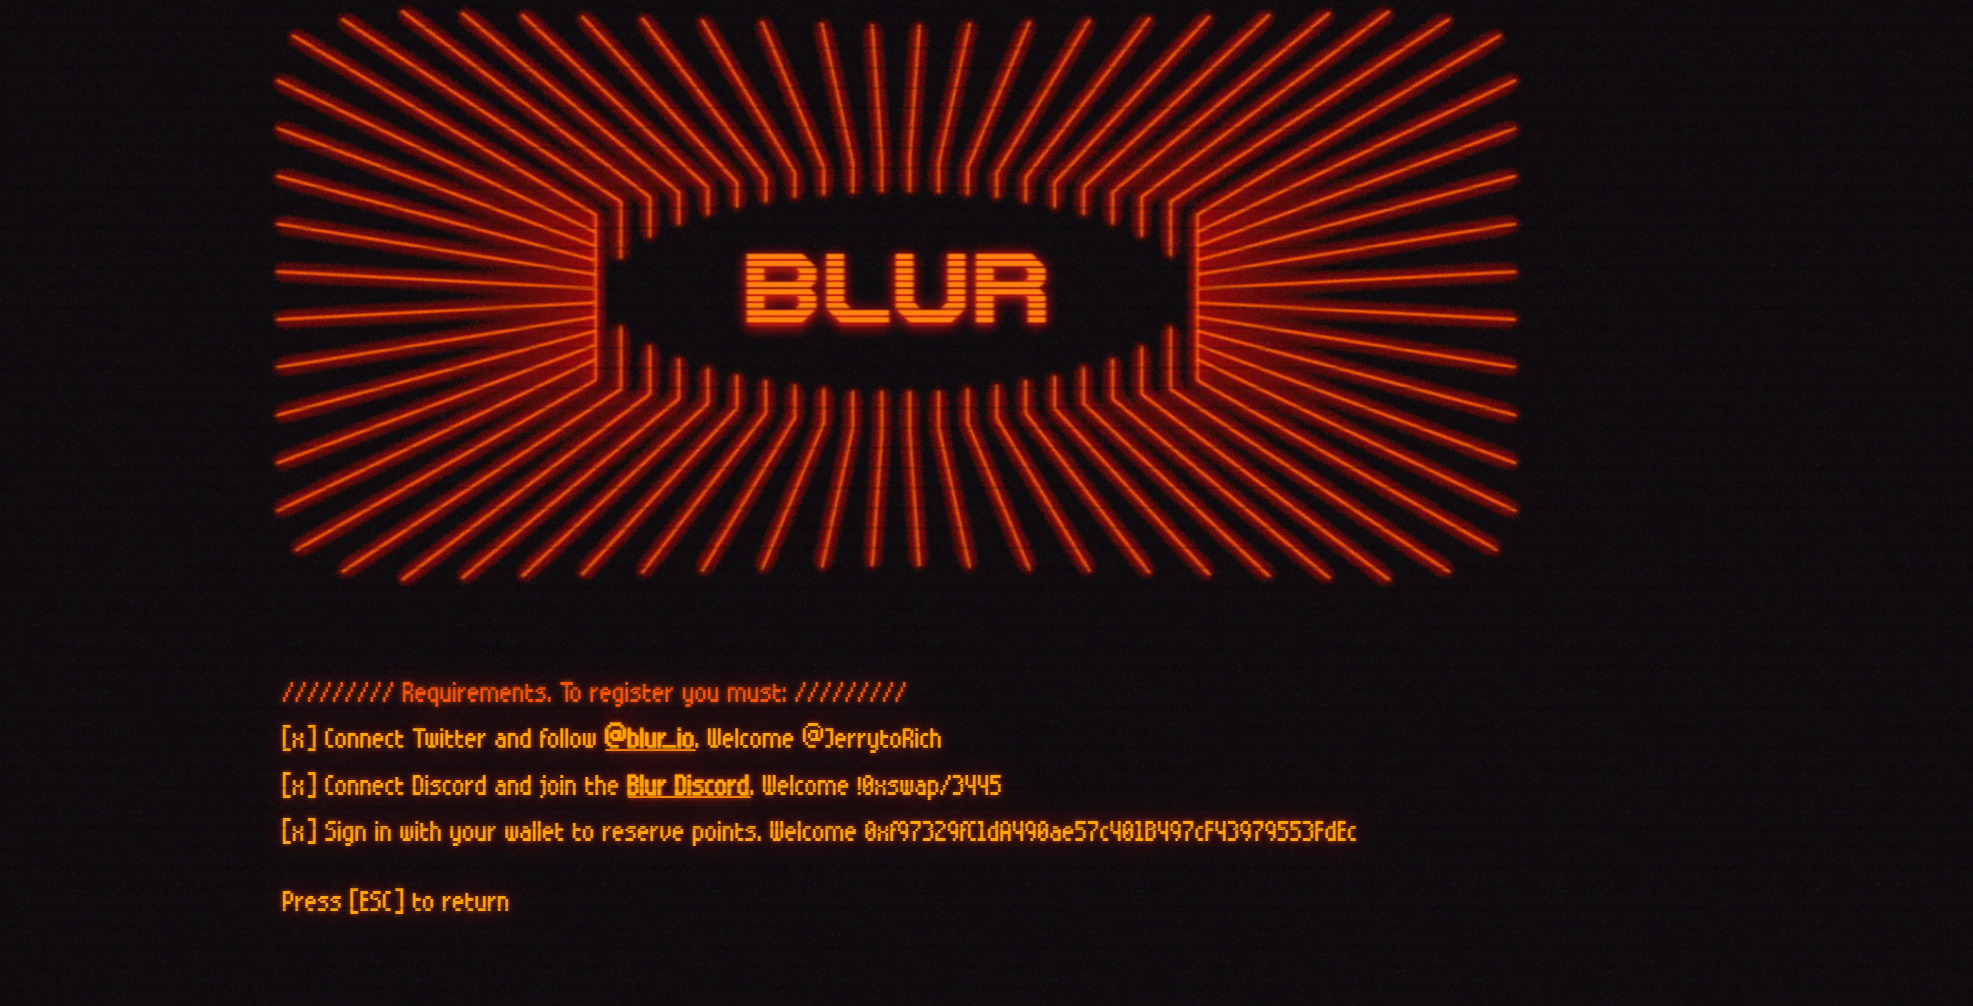 BLUR
///////// Requirements. To register you must: /////////
[x] Connect Twitter and follow @blur_io. Welcome @JerrytoRich
[x] Connect Discord and join the Blur Discord. Welcome !0xswap/3445
[x] Sign in with your wallet to reserve points. Welcome 0xf97329fC1dA490ae57c401B497cF43979553FdEc
Press [ESC] to return